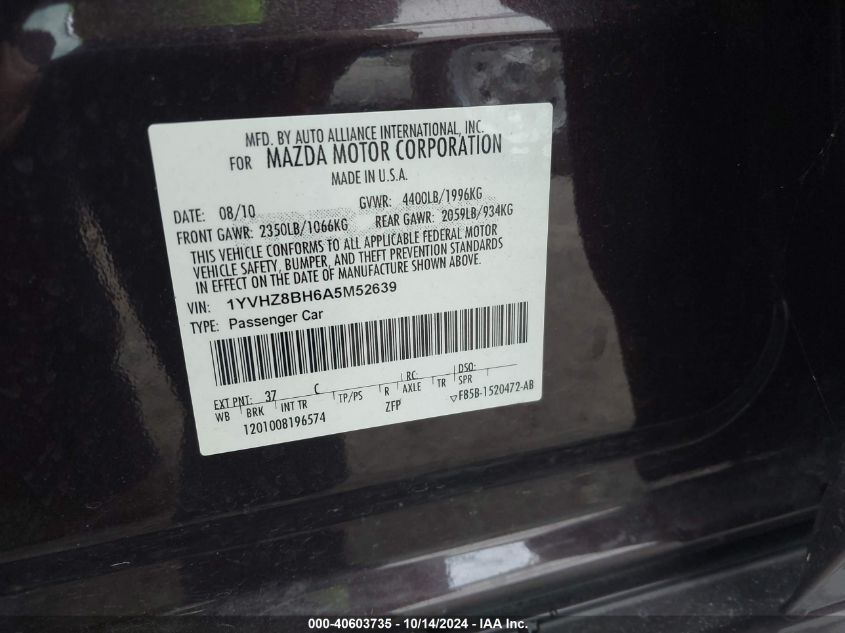 MFD. BY AUTO ALLIANCE INTERNATIONAL, INC.
FOR MAZDA MOTOR CORPORATION
MADE IN U.S.A.
DATE: 08/10 GVWR: 4400LB/1996KG
FRONT GAWR: 2350LB/1066KG REAR GAWR: 2059LB/934KG
THIS VEHICLE CONFORMS TO ALL APPLICABLE FEDERAL MOTOR
VEHICLE SAFETY, BUMPER, AND THEFT PREVENTION STANDARDS
IN EFFECT ON THE DATE OF MANUFACTURE SHOWN ABOVE.
VIN: 1YVHZ8BH6A5M52639
TYPE: Passenger Car
EXT PNT: 37 C RC: DSO:
WB BRK INT TR TP/PS R AXLE TR SPR
1201008196574 ZFP ▽F85B-1520472-AB
000-40603735 - 10/14/2024 - IAA Inc.